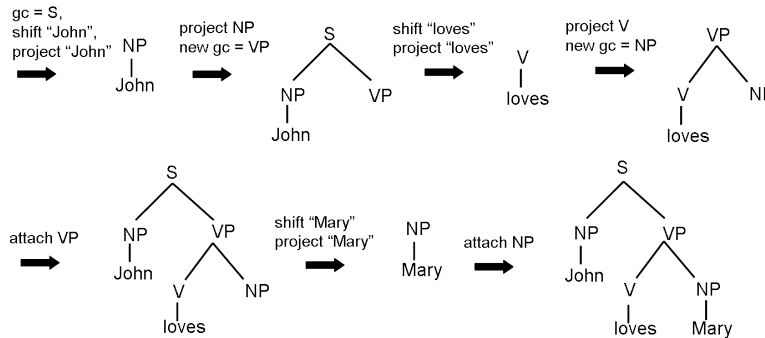 gc = S,
shift “John”,
project “John”
NP
John
project NP
new gc = VP
S
NP
VP
John
shift “loves”
project “loves”
V
loves
project V
new gc = NP
VP
V
loves
attach VP
S
NP
VP
John
V
NP
loves
shift “Mary”
project “Mary”
NP
Mary
attach NP
S
NP
VP
John
V
NP
loves
Mary